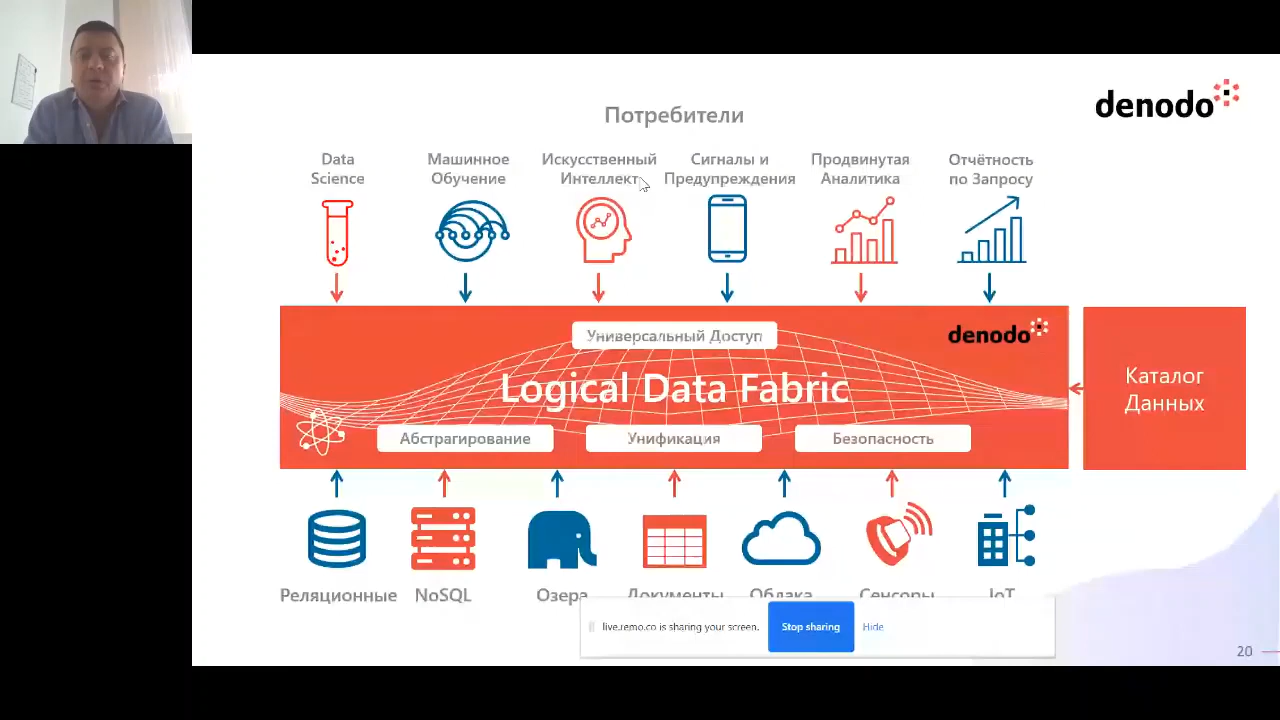 denodo
Потребители
Data
Science
Машинное
Обучение
Искусственный
Интеллект
Сигналы и
Предупреждения
Продвинутая
Аналитика
Отчётность
по Запросу
Универсальный Доступ
denodo
Logical Data Fabric
Абстрагирование
Унификация
Безопасность
Каталог
Данных
Реляционные
NoSQL
Озера
Документы
Облака
Сенсоры
IoT
live.remo.co is sharing your screen.
Stop sharing
Hide
20